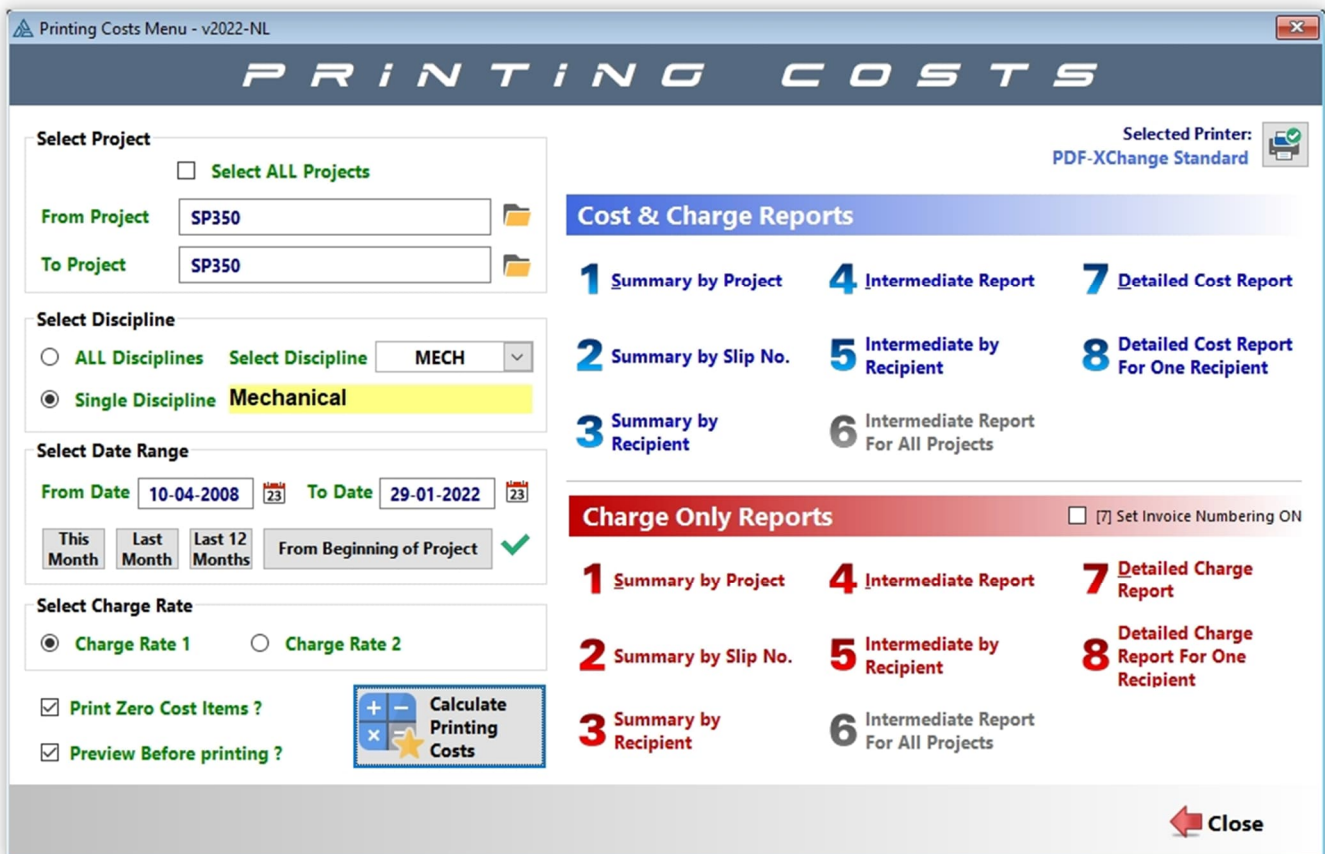 Printing Costs Menu - v2022-NL
PRiNTiNG COSTS
Select Project
Select ALL Projects
From Project SP350
To Project SP350
Select Discipline
ALL Disciplines Select Discipline MECH
Single Discipline Mechanical
Select Date Range
From Date 10-04-2008 23 To Date 29-01-2022 23
This
Month
Last
Month
Last 12
Months
From Beginning of Project
Select Charge Rate
Charge Rate 1 Charge Rate 2
Print Zero Cost Items ?
Preview Before printing ?
Calculate
Printing
Costs
Selected Printer:
PDF-XChange Standard
Cost & Charge Reports
1 Summary by Project
2 Summary by Slip No.
3 Summary by
Recipient
4 Intermediate Report
5 Intermediate by
Recipient
6 Intermediate Report
For All Projects
7 Detailed Cost Report
8 Detailed Cost Report
For One Recipient
Charge Only Reports
[7] Set Invoice Numbering ON
1 Summary by Project
2 Summary by Slip No.
3 Summary by
Recipient
4 Intermediate Report
5 Intermediate by
Recipient
6 Intermediate Report
For All Projects
7 Detailed Charge
Report
8 Detailed Charge
Report For One
Recipient
Close